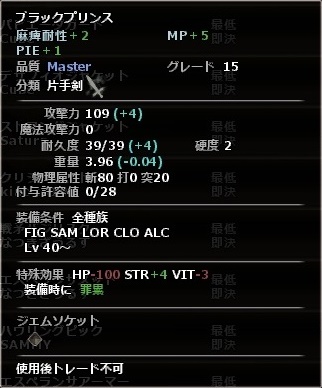 ブラックプリンス
麻痺耐性+2 MP+5
PIE+1
品質 Master グレード 15
分類 片手剣
攻撃力 109 (+4)
魔法攻撃力 0
耐久度 39/39 (+4) 硬度 2
重量 3.96 (-0.04)
物理属性 斬80 打0 突20
付与許容値 0/28
装備条件 全種族
FIG SAM LOR CLO ALC
Lv 40~
特殊効果 HP-100 STR+4 VIT-3
装備時に 罪業
ジェムソケット
使用後トレード不可